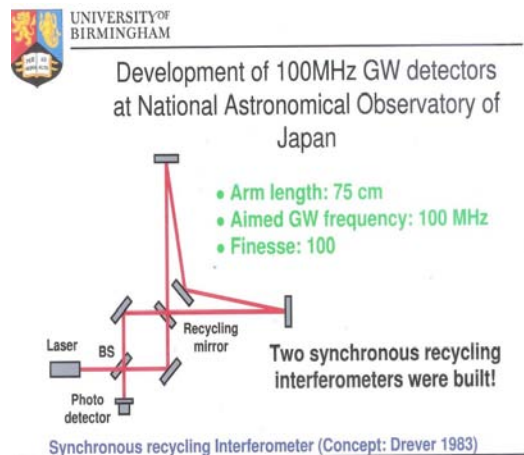 UNIVERSITY OF
BIRMINGHAM
Development of 100MHz GW detectors
at National Astronomical Observatory of
Japan
• Arm length: 75 cm
• Aimed GW frequency: 100 MHz
• Finesse: 100
Recycling
mirror
Laser
BS
Two synchronous recycling
interferometers were built!
Photo
detector
Synchronous recycling Interferometer (Concept: Drever 1983)